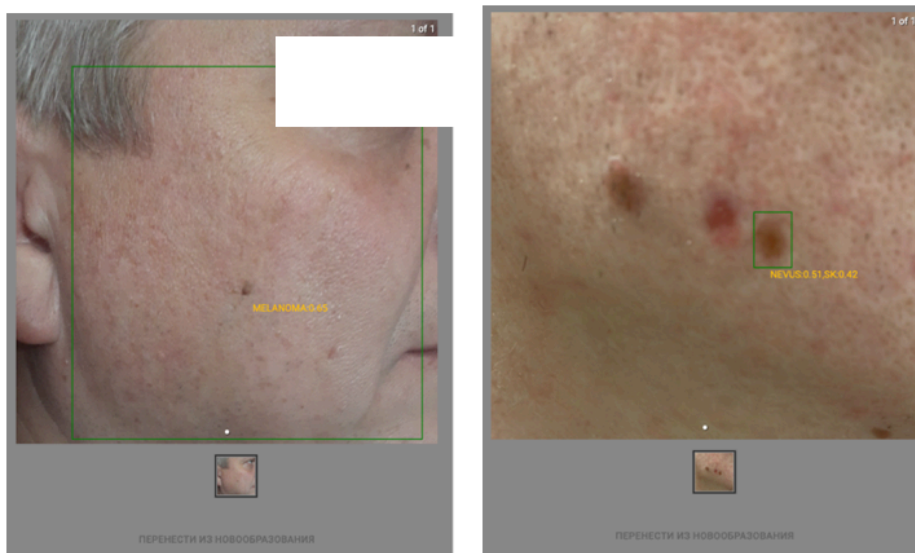 1 of 1
MELANOMA:0.65
ПЕРЕНЕСТИ ИЗ НОВООБРАЗОВАНИЯ
1 of 1
NEVUS:0.51,SK:0.42
ПЕРЕНЕСТИ ИЗ НОВООБРАЗОВАНИЯ